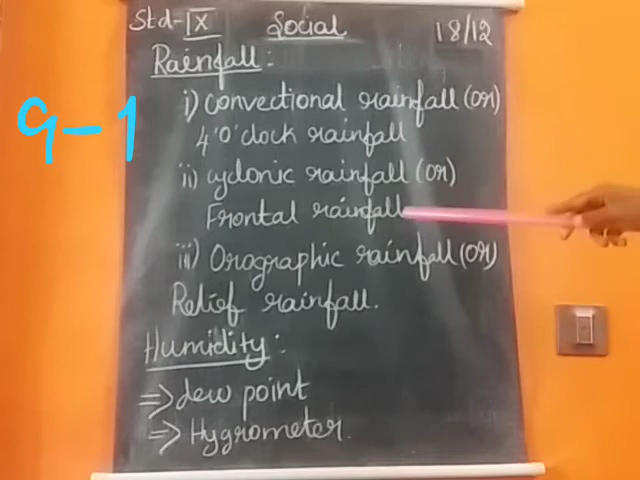 Std-IX Social 18/12
Rainfall:
i) Convectional rainfall (or)
4'O'clock rainfall
ii) cyclonic rainfall (or)
Frontal rainfall
iii) Orographic rainfall (or)
Relief rainfall.
Humidity:
=> dew point
=> Hygrometer.
9-1